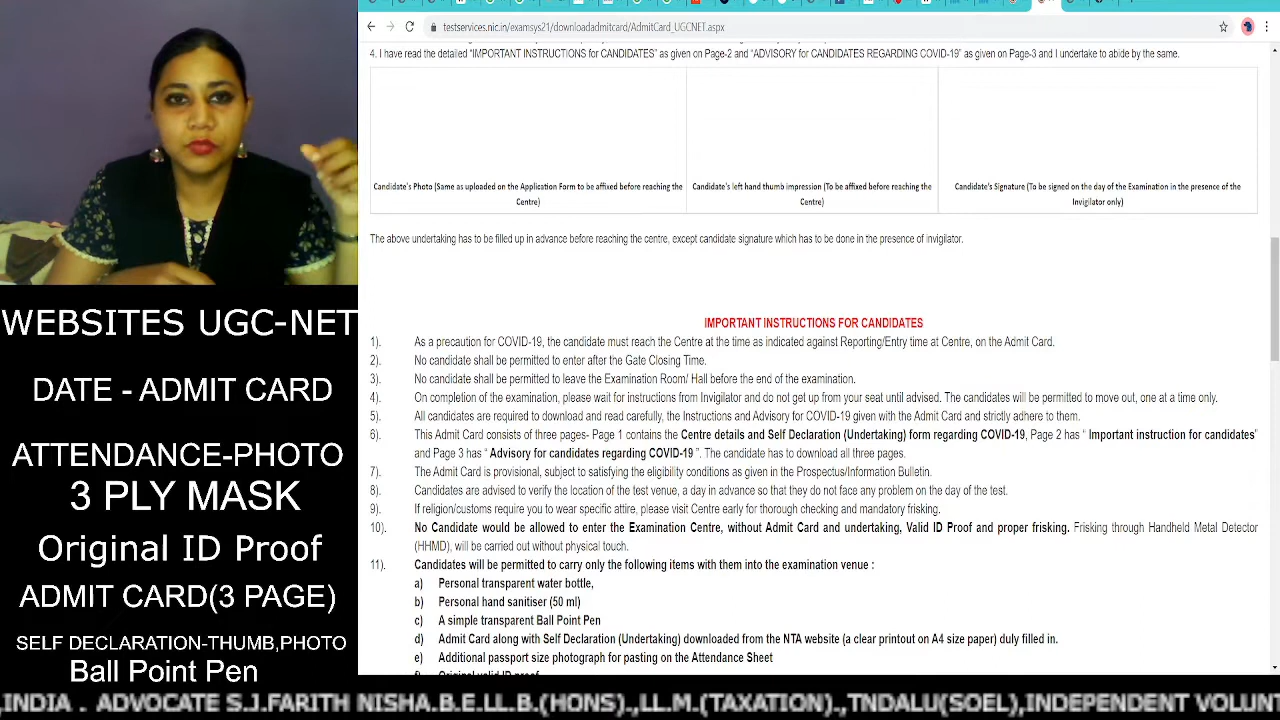 testservices.nic.in/examsys21/downloadadmitcard/AdmitCard_UGCNET.aspx
4. I have read the detailed "IMPORTANT INSTRUCTIONS for CANDIDATES" as given on Page-2 and "ADVISORY for CANDIDATES REGARDING COVID-19" as given on Page-3 and I undertake to abide by the same.
Candidate's Photo (Same as uploaded on the Application Form to be affixed before reaching the
Centre)
Candidate's left hand thumb impression (To be affixed before reaching the
Centre)
Candidate's Signature (To be signed on the day of the Examination in the presence of the
Invigilator only)
The above undertaking has to be filled up in advance before reaching the centre, except candidate signature which has to be done in the presence of invigilator.
IMPORTANT INSTRUCTIONS FOR CANDIDATES
1). As a precaution for COVID-19, the candidate must reach the Centre at the time as indicated against Reporting/Entry time at Centre, on the Admit Card.
2). No candidate shall be permitted to enter after the Gate Closing Time.
3). No candidate shall be permitted to leave the Examination Room/ Hall before the end of the examination.
4). On completion of the examination, please wait for instructions from Invigilator and do not get up from your seat until advised. The candidates will be permitted to move out, one at a time only.
5). All candidates are required to download and read carefully, the Instructions and Advisory for COVID-19 given with the Admit Card and strictly adhere to them.
6). This Admit Card consists of three pages- Page 1 contains the Centre details and Self Declaration (Undertaking) form regarding COVID-19, Page 2 has " Important instruction for candidates"
and Page 3 has " Advisory for candidates regarding COVID-19 ". The candidate has to download all three pages.
7). The Admit Card is provisional, subject to satisfying the eligibility conditions as given in the Prospectus/Information Bulletin.
8). Candidates are advised to verify the location of the test venue, a day in advance so that they do not face any problem on the day of the test.
9). If religion/customs require you to wear specific attire, please visit Centre early for thorough checking and mandatory frisking.
10). No Candidate would be allowed to enter the Examination Centre, without Admit Card and undertaking, Valid ID Proof and proper frisking. Frisking through Handheld Metal Detector
(HHMD), will be carried out without physical touch.
11). Candidates will be permitted to carry only the following items with them into the examination venue :
a) Personal transparent water bottle,
b) Personal hand sanitiser (50 ml)
c) A simple transparent Ball Point Pen
d) Admit Card along with Self Declaration (Undertaking) downloaded from the NTA website (a clear printout on A4 size paper) duly filled in.
e) Additional passport size photograph for pasting on the Attendance Sheet
f) Original valid ID proof
WEBSITES UGC-NET
DATE - ADMIT CARD
ATTENDANCE-PHOTO
3 PLY MASK
Original ID Proof
ADMIT CARD(3 PAGE)
SELF DECLARATION-THUMB,PHOTO
Ball Point Pen
,INDIA . ADVOCATE S.J.FARITH NISHA.B.E.LL.B.(HONS).,LL.M.(TAXATION).,TNDALU(SOEL),INDEPENDENT VOLUNT